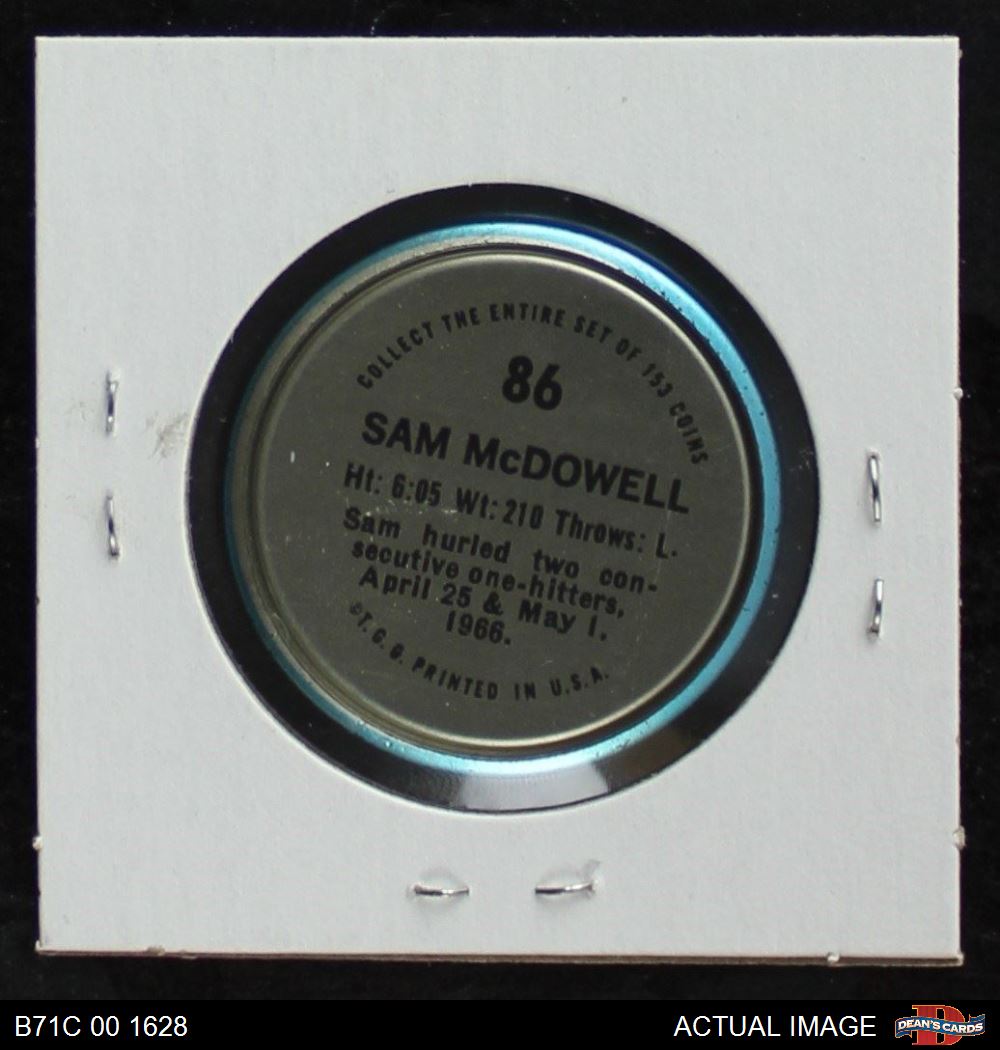 COLLECT THE ENTIRE SET OF 153 COINS
86
SAM McDOWELL
Ht: 6:05 Wt: 210 Throws: L.
Sam hurled two con-
secutive one-hitters,
April 25 & May 1,
1966.
©T.C.G. PRINTED IN U.S.A.
B71C 00 1628
ACTUAL IMAGE
DEAN'S CARDS